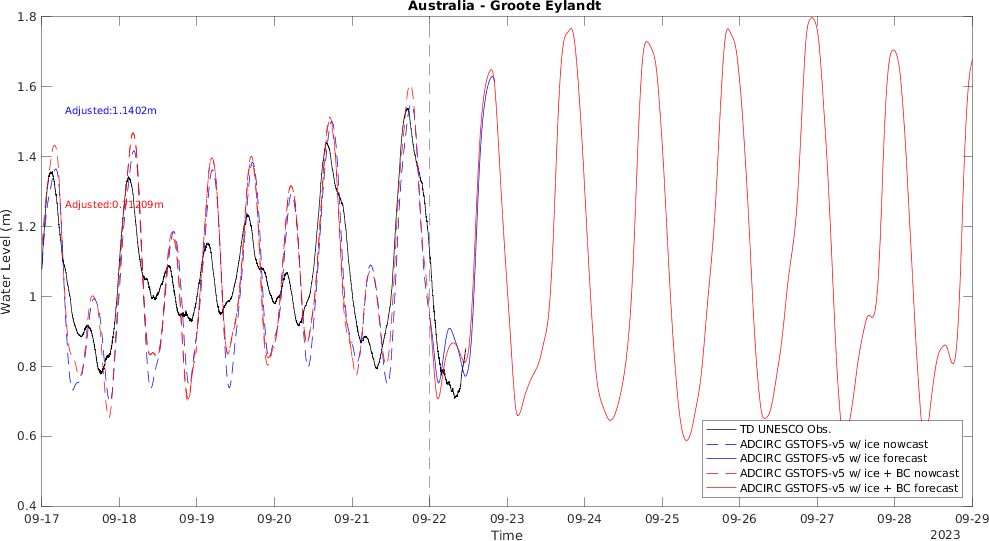 Australia - Groote Eylandt
1.8
1.6
1.4
1.2
1
0.8
0.6
0.4
Water Level (m)
Adjusted:1.1402m
Adjusted:0.71209m
TD UNESCO Obs.
ADCIRC GSTOFS-v5 w/ ice nowcast
ADCIRC GSTOFS-v5 w/ ice forecast
ADCIRC GSTOFS-v5 w/ ice + BC nowcast
ADCIRC GSTOFS-v5 w/ ice + BC forecast
09-17 09-18 09-19 09-20 09-21 09-22 09-23 09-24 09-25 09-26 09-27 09-28 09-29
Time
2023